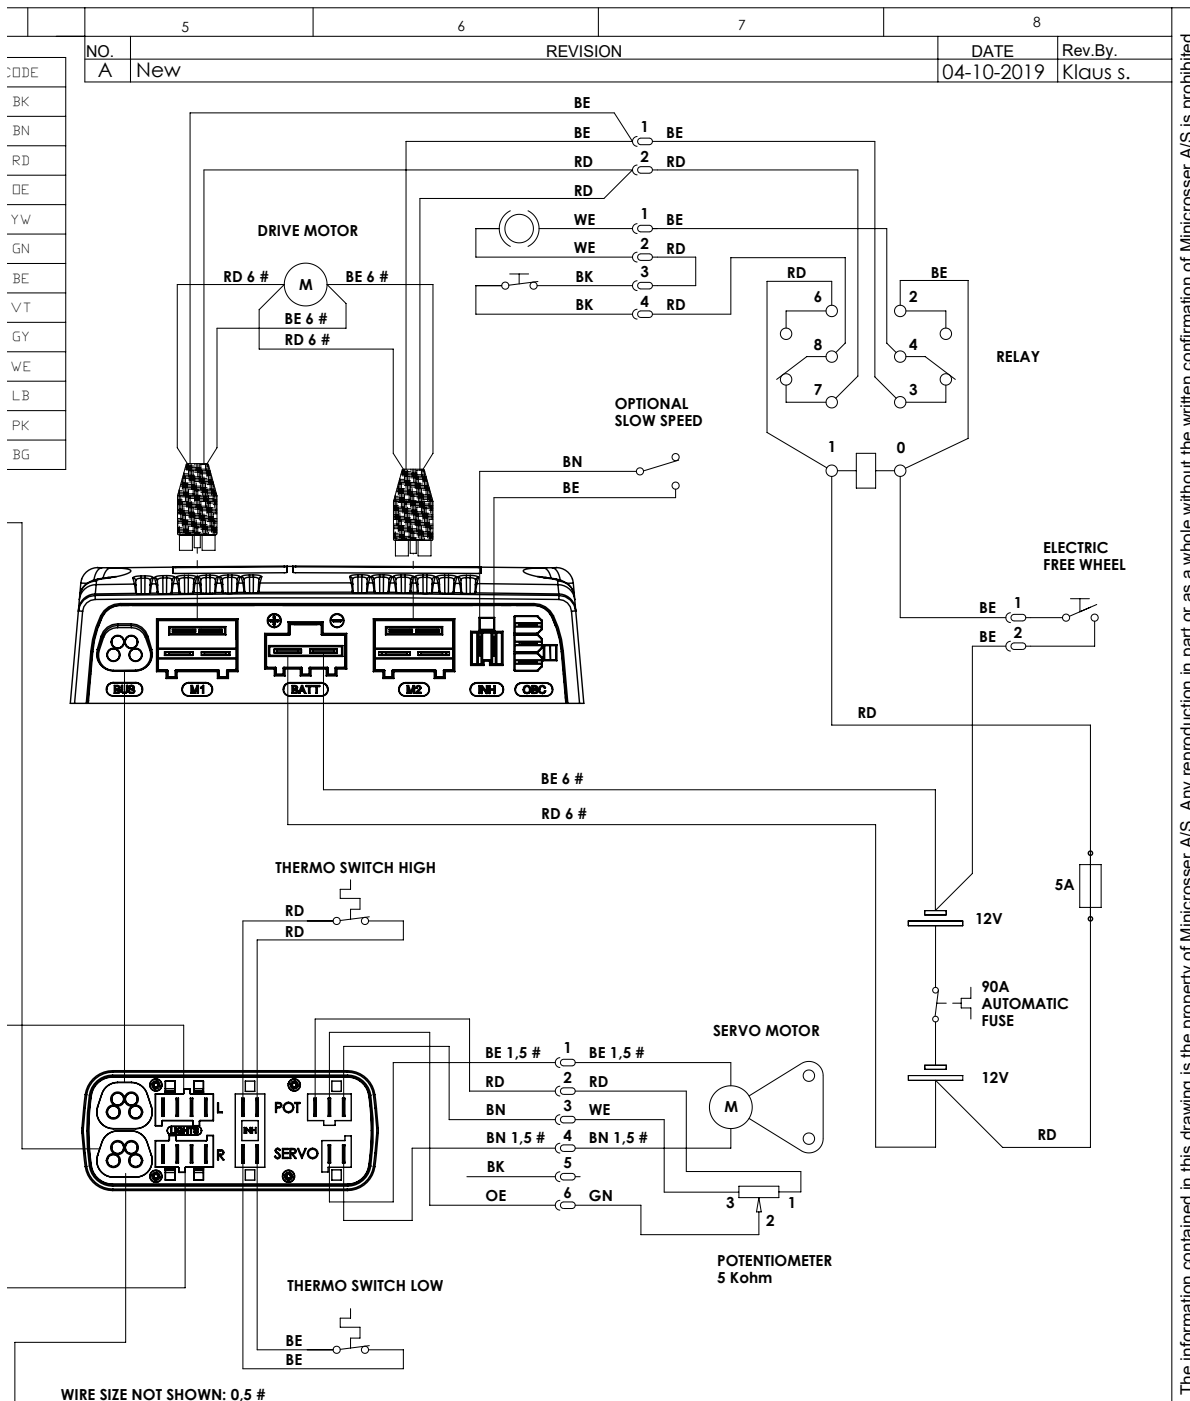 5 6 7 8
NO. REVISION DATE Rev.By.
A New 04-10-2019 Klaus s.
CODE
BK
BN
RD
OE
YW
GN
BE
VT
GY
WE
LB
PK
BG
BE
BE 1 BE
RD 2 RD
RD
WE 1 BE
WE 2 RD
BK 3
BK 4 RD
DRIVE MOTOR
RD 6 # M BE 6 #
BE 6 #
RD 6 #
RD BE
6 2
8 4
7 3
1 0
RELAY
OPTIONAL
SLOW SPEED
BN
BE
ELECTRIC
FREE WHEEL
BE 1
BE 2
BUS M1 BATT M2 INH OBC
RD
BE 6 #
RD 6 #
5A
12V
90A
AUTOMATIC
FUSE
12V
RD
THERMO SWITCH HIGH
RD
RD
SERVO MOTOR
M
BE 1,5 # 1 BE 1,5 #
RD 2 RD
BN 3 WE
BN 1,5 # 4 BN 1,5 #
BK 5
OE 6 GN
L POT
LIGHTS INH
R SERVO
3 1
2
POTENTIOMETER
5 Kohm
THERMO SWITCH LOW
BE
BE
WIRE SIZE NOT SHOWN: 0,5 #
The information contained in this drawing is the property of Minicrosser A/S. Any reproduction in part or as a whole without the written confirmation of Minicrosser A/S is prohibited